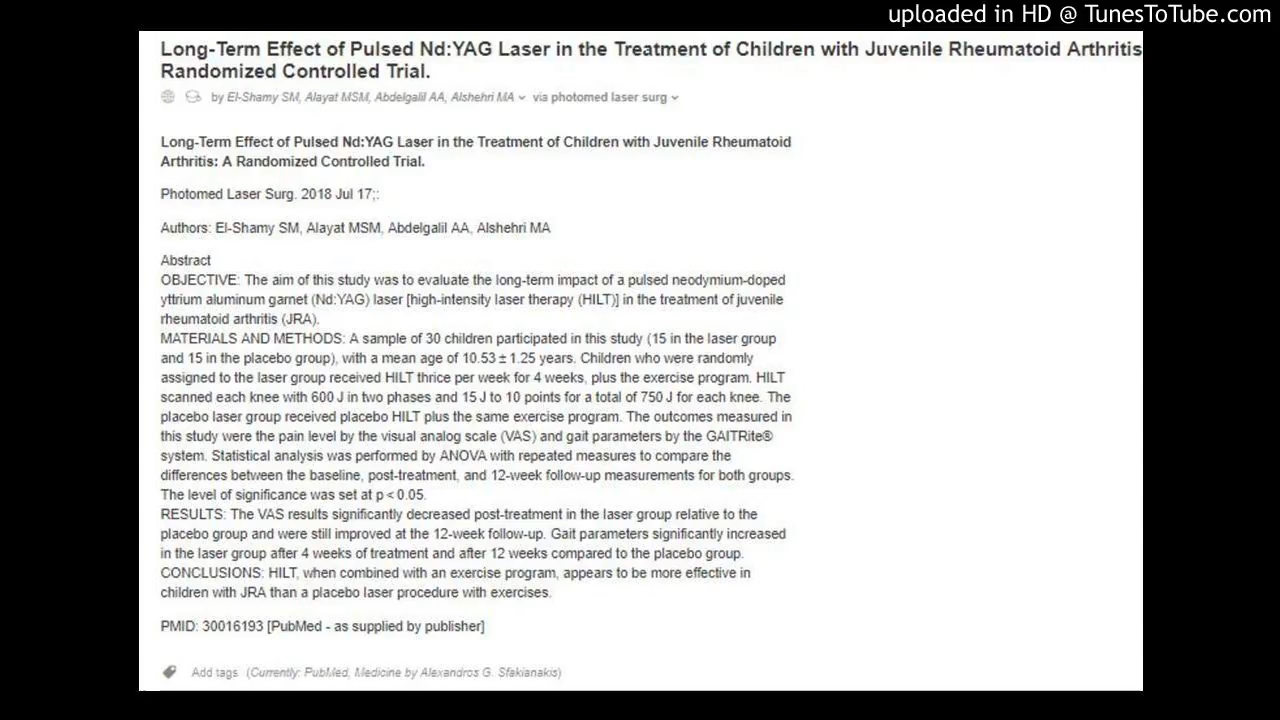 uploaded in HD @ TunesToTube.com
Long-Term Effect of Pulsed Nd:YAG Laser in the Treatment of Children with Juvenile Rheumatoid Arthritis
Randomized Controlled Trial.
by El-Shamy SM, Alayat MSM, Abdelgalil AA, Alshehri MA via photomed laser surg
Long-Term Effect of Pulsed Nd:YAG Laser in the Treatment of Children with Juvenile Rheumatoid
Arthritis: A Randomized Controlled Trial.
Photomed Laser Surg. 2018 Jul 17;:
Authors: El-Shamy SM, Alayat MSM, Abdelgalil AA, Alshehri MA
Abstract
OBJECTIVE: The aim of this study was to evaluate the long-term impact of a pulsed neodymium-doped
yttrium aluminum garnet (Nd:YAG) laser [high-intensity laser therapy (HILT)] in the treatment of juvenile
rheumatoid arthritis (JRA).
MATERIALS AND METHODS: A sample of 30 children participated in this study (15 in the laser group
and 15 in the placebo group), with a mean age of 10.53 ± 1.25 years. Children who were randomly
assigned to the laser group received HILT thrice per week for 4 weeks, plus the exercise program. HILT
scanned each knee with 600 J in two phases and 15 J to 10 points for a total of 750 J for each knee. The
placebo laser group received placebo HILT plus the same exercise program. The outcomes measured in
this study were the pain level by the visual analog scale (VAS) and gait parameters by the GAITRite®
system. Statistical analysis was performed by ANOVA with repeated measures to compare the
differences between the baseline, post-treatment, and 12-week follow-up measurements for both groups.
The level of significance was set at p < 0.05.
RESULTS: The VAS results significantly decreased post-treatment in the laser group relative to the
placebo group and were still improved at the 12-week follow-up. Gait parameters significantly increased
in the laser group after 4 weeks of treatment and after 12 weeks compared to the placebo group.
CONCLUSIONS: HILT, when combined with an exercise program, appears to be more effective in
children with JRA than a placebo laser procedure with exercises.
PMID: 30016193 [PubMed - as supplied by publisher]
Add tags (Currently: PubMed, Medicine by Alexandros G. Sfakianakis)